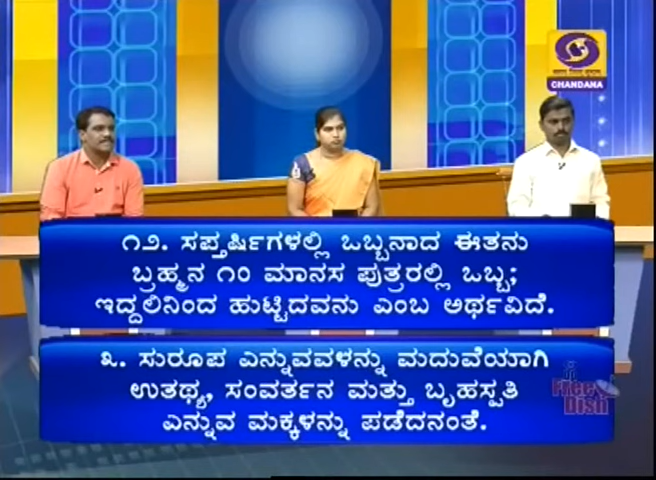 CHANDANA
೧೨. ಸಪ್ತರ್ಷಿಗಳಲ್ಲಿ ಒಬ್ಬನಾದ ಈತನು
ಬ್ರಹ್ಮನ ೧೦ ಮಾನಸ ಪುತ್ರರಲ್ಲಿ ಒಬ್ಬ;
ಇದ್ದಲಿನಿಂದ ಹುಟ್ಟಿದವನು ಎಂಬ ಅರ್ಥವಿದೆ.
೩. ಸುರೂಪ ಎನ್ನುವವಳನ್ನು ಮದುವೆಯಾಗಿ
ಉತಥ್ಯ, ಸಂವರ್ತನ ಮತ್ತು ಬೃಹಸ್ಪತಿ
ಎನ್ನುವ ಮಕ್ಕಳನ್ನು ಪಡೆದನಂತೆ.
Free
Dish